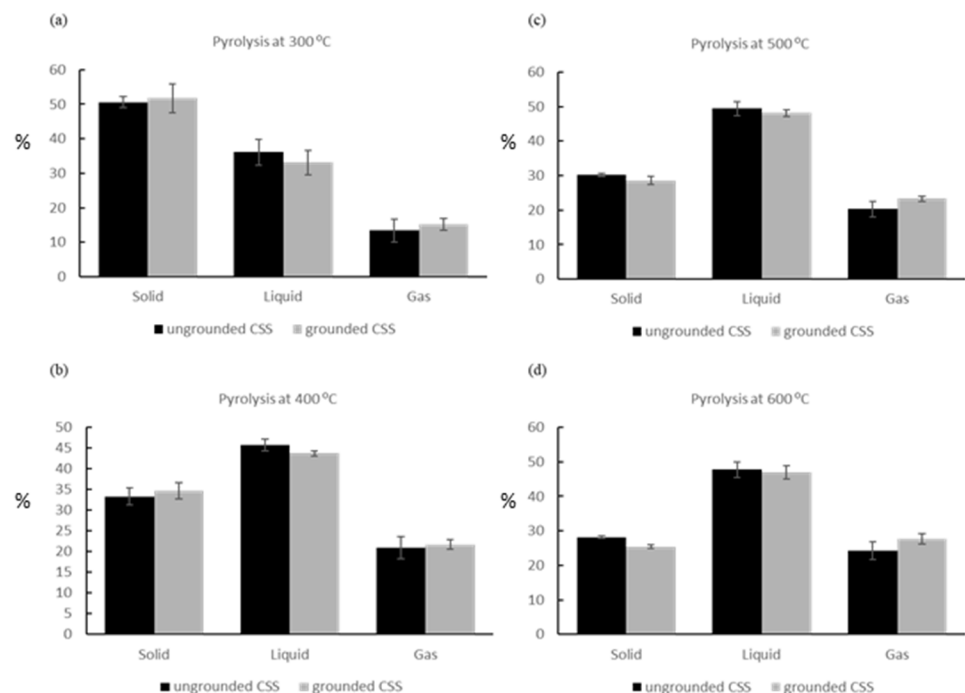 (a)
Pyrolysis at 300 °C
60
50
40
30
20
10
0
%
Solid Liquid Gas
ungrounded CSS grounded CSS
(b)
Pyrolysis at 400 °C
50
45
40
35
30
25
20
15
10
5
0
%
Solid Liquid Gas
ungrounded CSS grounded CSS
(c)
Pyrolysis at 500 °C
60
50
40
30
20
10
0
%
Solid Liquid Gas
ungrounded CSS grounded CSS
(d)
Pyrolysis at 600 °C
60
50
40
30
20
10
0
%
Solid Liquid Gas
ungrounded CSS grounded CSS